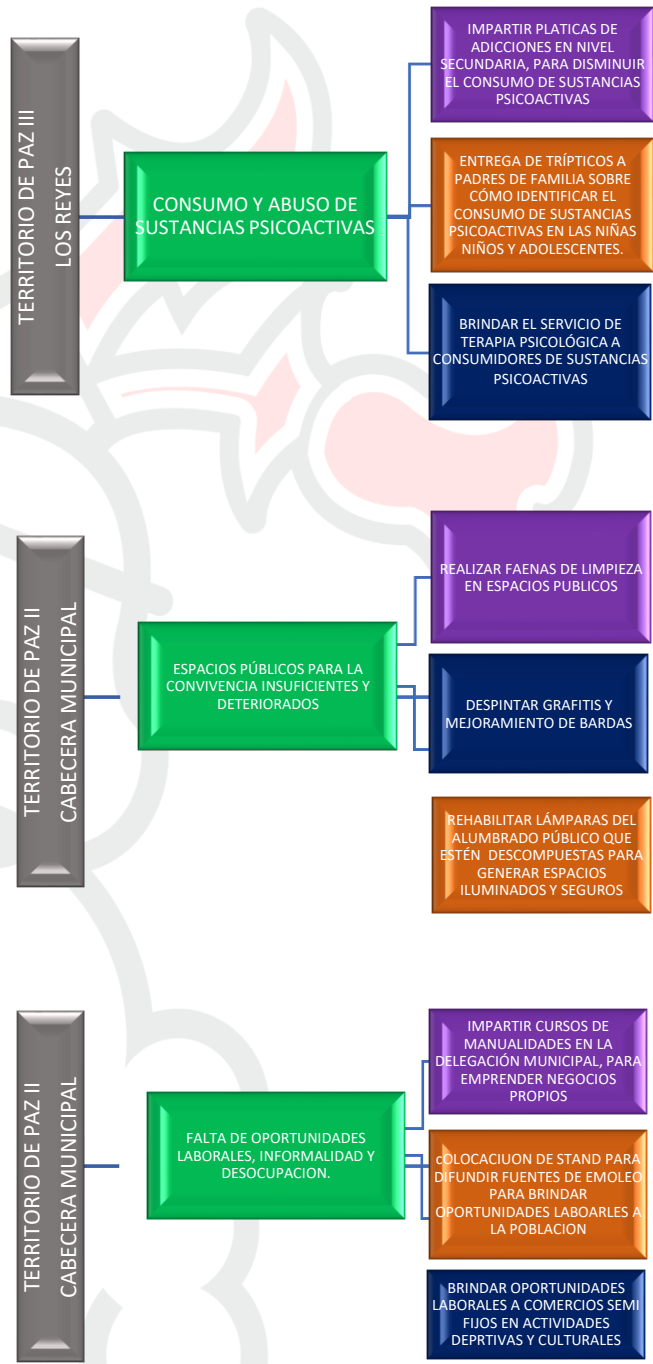 TERRITORIO DE PAZ III
LOS REYES
CONSUMO Y ABUSO DE
SUSTANCIAS PSICOACTIVAS
IMPARTIR PLATICAS DE
ADICCIONES EN NIVEL
SECUNDARIA, PARA DISMINUIR
EL CONSUMO DE SUSTANCIAS
PSICOACTIVAS
ENTREGA DE TRÍPTICOS A
PADRES DE FAMILIA SOBRE
CÓMO IDENTIFICAR EL
CONSUMO DE SUSTANCIAS
PSICOACTIVAS EN LAS NIÑAS
NIÑOS Y ADOLESCENTES.
BRINDAR EL SERVICIO DE
TERAPIA PSICOLÓGICA A
CONSUMIDORES DE SUSTANCIAS
PSICOACTIVAS
TERRITORIO DE PAZ II
CABECERA MUNICIPAL
ESPACIOS PÚBLICOS PARA LA
CONVIVENCIA INSUFICIENTES Y
DETERIORADOS
REALIZAR FAENAS DE LIMPIEZA
EN ESPACIOS PUBLICOS
DESPINTAR GRAFITIS Y
MEJORAMIENTO DE BARDAS
REHABILITAR LÁMPARAS DEL
ALUMBRADO PÚBLICO QUE
ESTÉN DESCOMPUESTAS PARA
GENERAR ESPACIOS
ILUMINADOS Y SEGUROS
TERRITORIO DE PAZ II
CABECERA MUNICIPAL
FALTA DE OPORTUNIDADES
LABORALES, INFORMALIDAD Y
DESOCUPACION.
IMPARTIR CURSOS DE
MANUALIDADES EN LA
DELEGACIÓN MUNICIPAL, PARA
EMPRENDER NEGOCIOS
PROPIOS
cOLOCACIUON DE STAND PARA
DIFUNDIR FUENTES DE EMOLEO
PARA BRINDAR
OPORTUNIDADES LABOARLES A
LA POBLACION
BRINDAR OPORTUNIDADES
LABORALES A COMERCIOS SEMI
FIJOS EN ACTIVIDADES
DEPRTIVAS Y CULTURALES